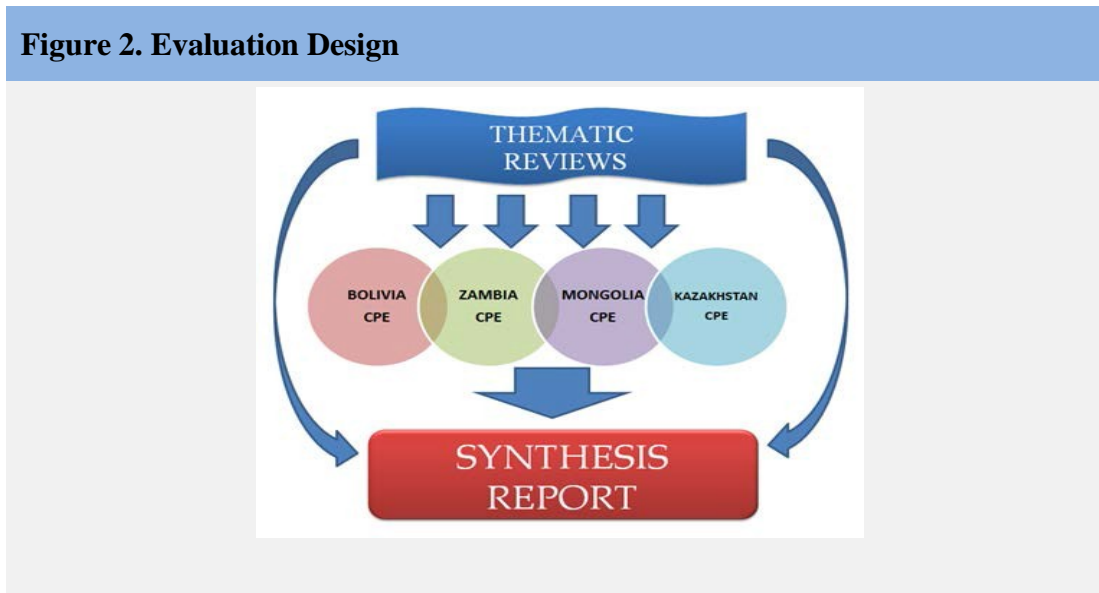 Figure 2. Evaluation Design
THEMATIC
REVIEWS
BOLIVIA
CPE
ZAMBIA
CPE
MONGOLIA
CPE
KAZAKHSTAN
CPE
SYNTHESIS
REPORT